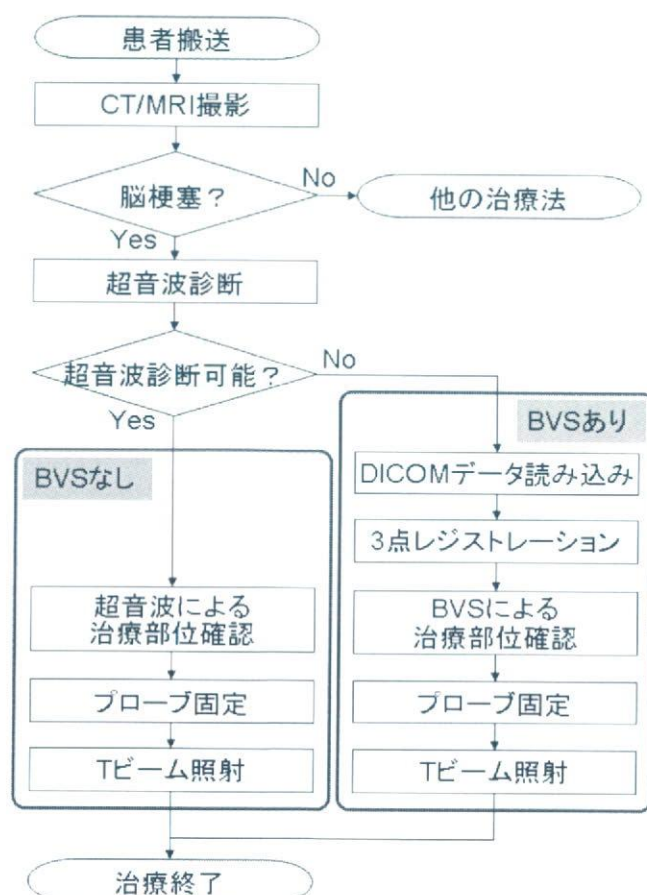 患者搬送
CT/MRI撮影
脳梗塞?
No
他の治療法
Yes
超音波診断
超音波診断可能?
No
Yes
BVSなし
超音波による
治療部位確認
プローブ固定
Tビーム照射
BVSあり
DICOMデータ読み込み
3点レジストレーション
BVSによる
治療部位確認
プローブ固定
Tビーム照射
治療終了